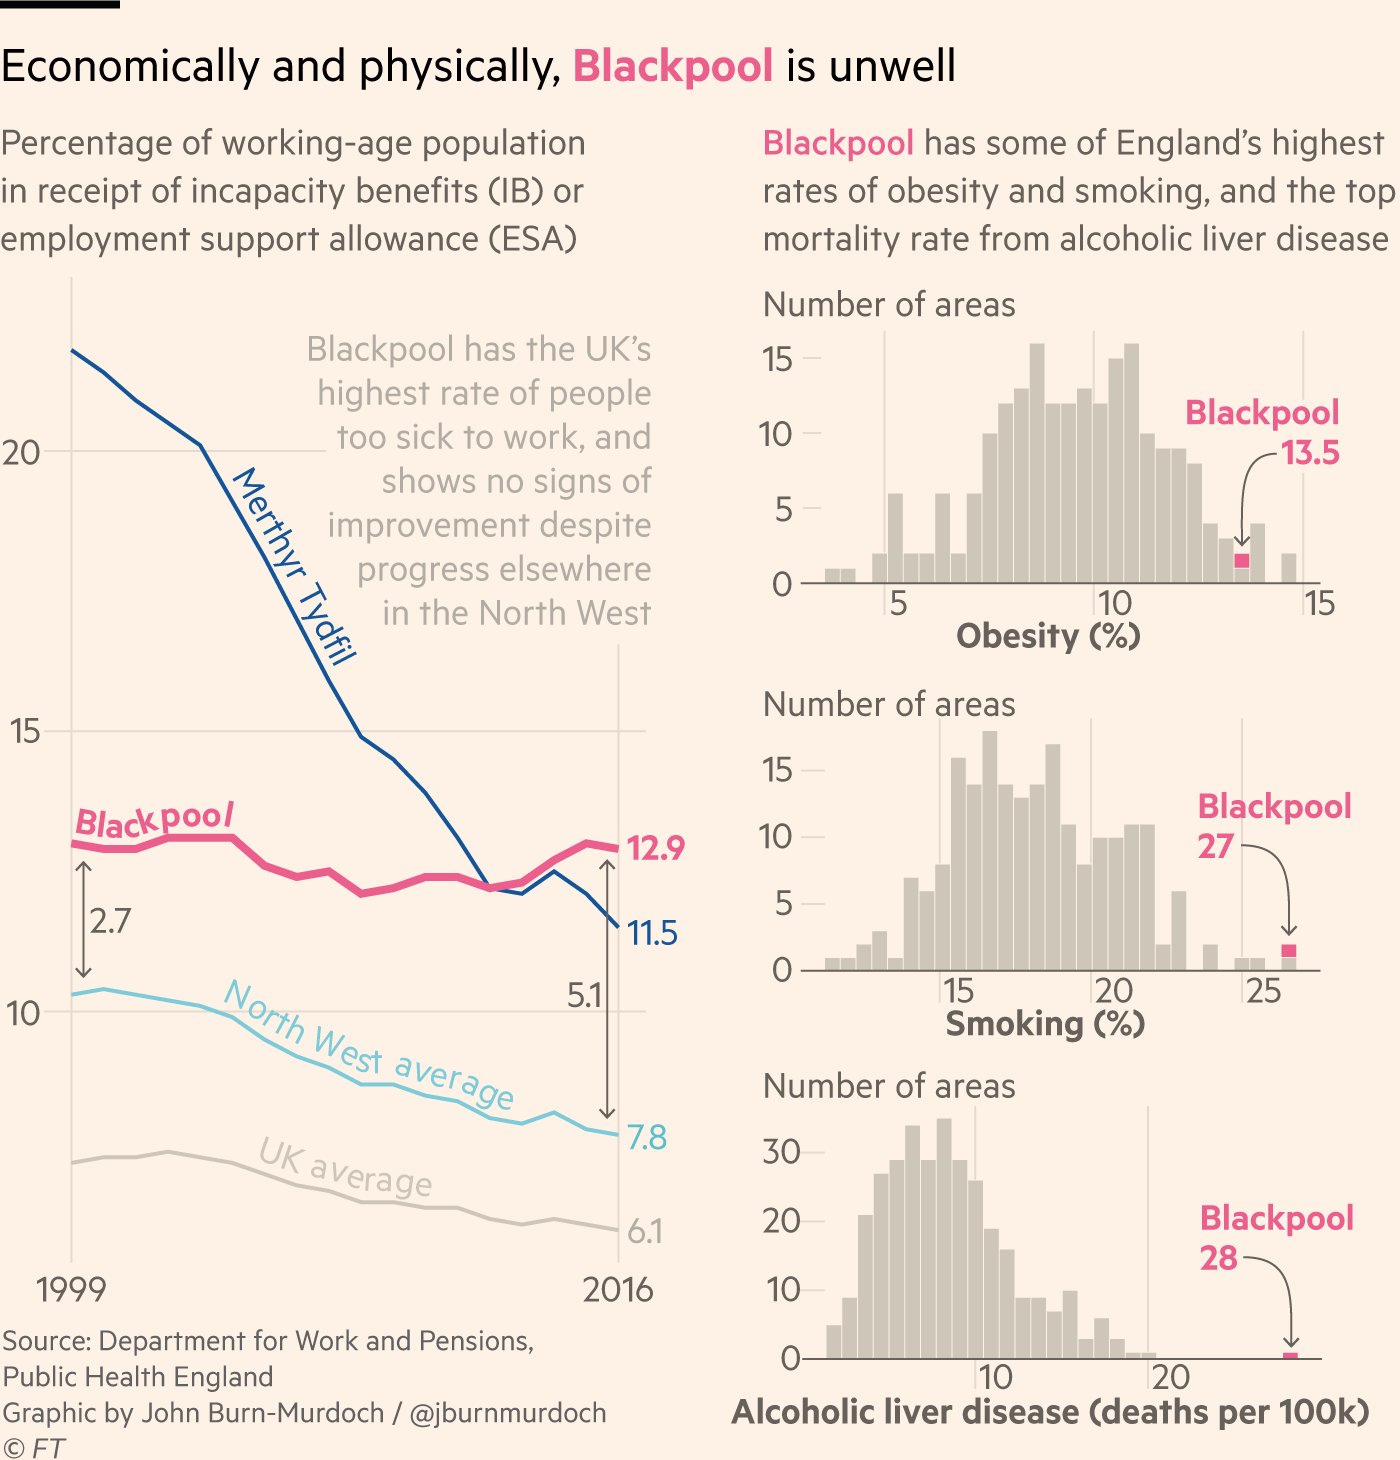 Economically and physically, Blackpool is unwell
Percentage of working-age population
in receipt of incapacity benefits (IB) or
employment support allowance (ESA)
Blackpool has the UK’s
highest rate of people
too sick to work, and
shows no signs of
improvement despite
progress elsewhere
in the North West
20
15
10
Merthyr Tydfil
Blackpool
12.9
11.5
2.7
5.1
North West average
7.8
UK average
6.1
1999
2016
Source: Department for Work and Pensions,
Public Health England
Graphic by John Burn-Murdoch / @jburnmurdoch
© FT
Blackpool has some of England’s highest
rates of obesity and smoking, and the top
mortality rate from alcoholic liver disease
Number of areas
15
10
5
0
Blackpool
13.5
5
10
15
Obesity (%)
Number of areas
15
10
5
0
Blackpool
27
15
20
25
Smoking (%)
Number of areas
30
20
10
0
Blackpool
28
10
20
Alcoholic liver disease (deaths per 100k)